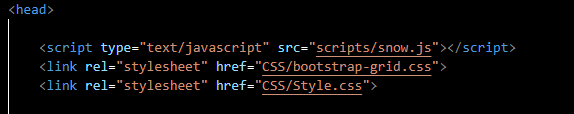 <head>
<script type="text/javascript" src="scripts/snow.js"></script>
<link rel="stylesheet" href="CSS/bootstrap-grid.css">
<link rel="stylesheet" href="CSS/Style.css">